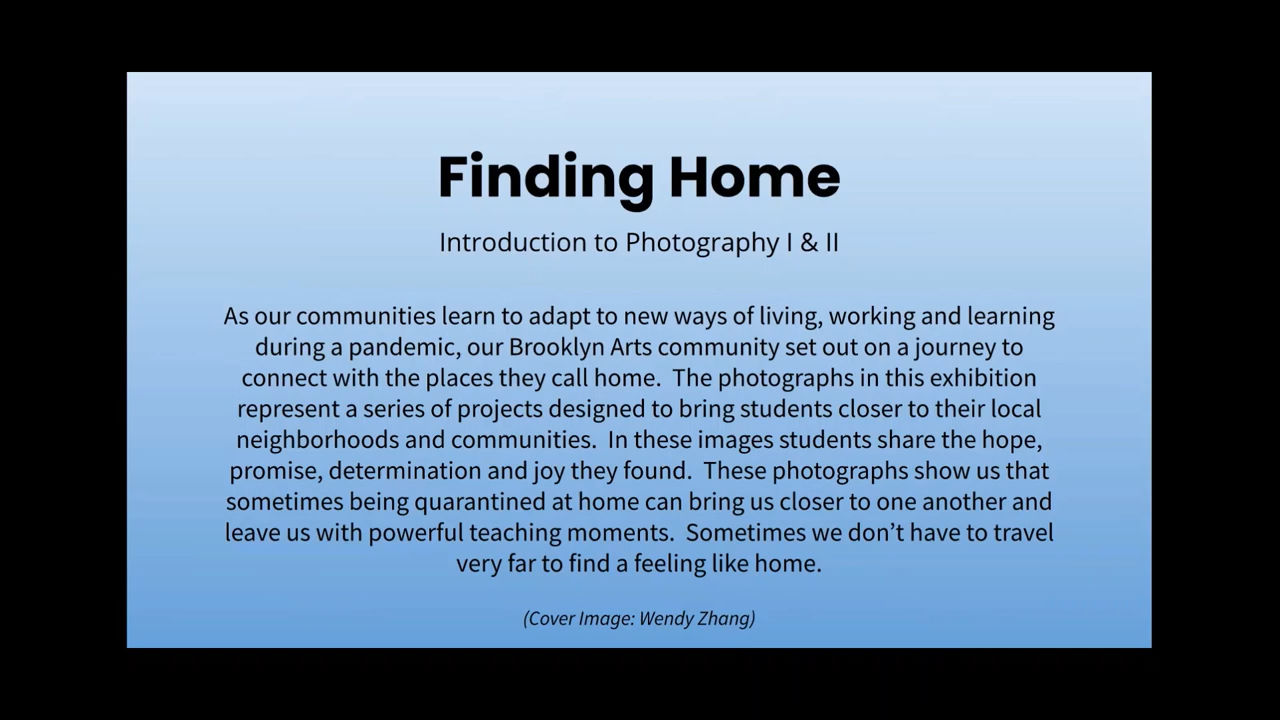 Finding Home
Introduction to Photography I & II
As our communities learn to adapt to new ways of living, working and learning
during a pandemic, our Brooklyn Arts community set out on a journey to
connect with the places they call home.  The photographs in this exhibition
represent a series of projects designed to bring students closer to their local
neighborhoods and communities.  In these images students share the hope,
promise, determination and joy they found.  These photographs show us that
sometimes being quarantined at home can bring us closer to one another and
leave us with powerful teaching moments.  Sometimes we don’t have to travel
very far to find a feeling like home.
(Cover Image: Wendy Zhang)